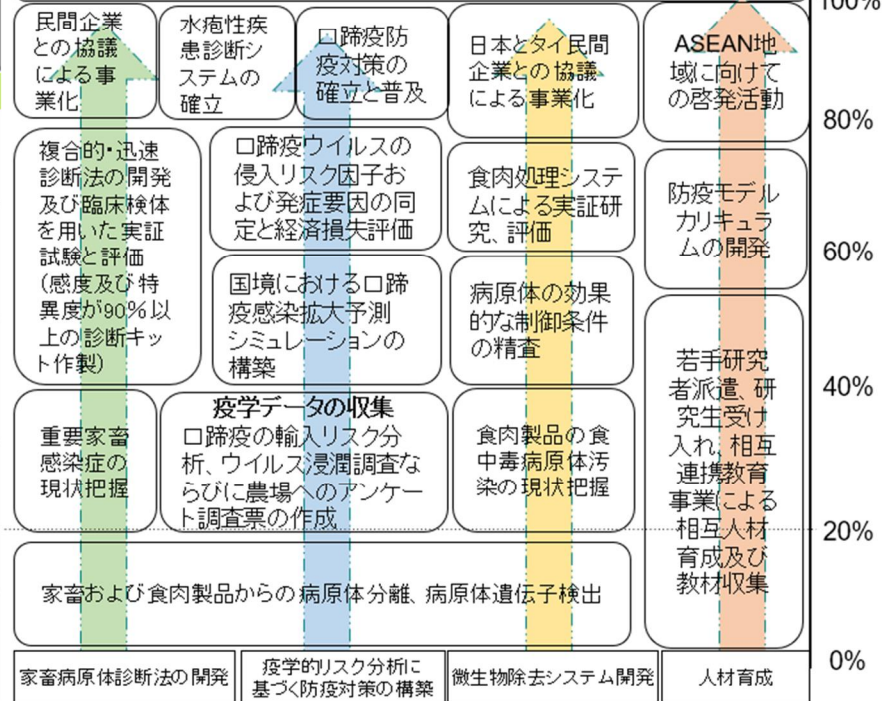 民間企業
との協議
による事
業化
水疱性疾
患診断シ
ステムの
確立
口蹄疫防
疫対策の
確立と普及
日本とタイ民間
企業との協議
による事業化
ASEAN地
域に向けて
の啓発活動
100%
80%
複合的・迅速
診断法の開発
及び臨床検体
を用いた実証
試験と評価
(感度及び特
異度が90%以
上の診断キッ
ト作製)
口蹄疫ウイルスの
侵入リスク因子お
よび発症要因の同
定と経済損失評価
国境における口蹄
疫感染拡大予測
シミュレーションの
構築
食肉処理システ
ムによる実証研
究、評価
病原体の効果
的な制御条件
の精査
防疫モデル
カリキュラ
ムの開発
60%
40%
重要家畜
感染症の
現状把握
疫学データの収集
口蹄疫の輸入リスク分
析、ウイルス浸潤調査な
らびに農場へのアンケー
ト調査票の作成
食肉製品の食
中毒病原体汚
染の現状把握
若手研究
者派遣、研
究生受け
入れ、相互
連携教育
事業による
相互人材
育成及び
教材収集
20%
家畜および食肉製品からの病原体分離、病原体遺伝子検出
0%
家畜病原体診断法の開発
疫学的リスク分析に
基づく防疫対策の構築
微生物除去システム開発
人材育成